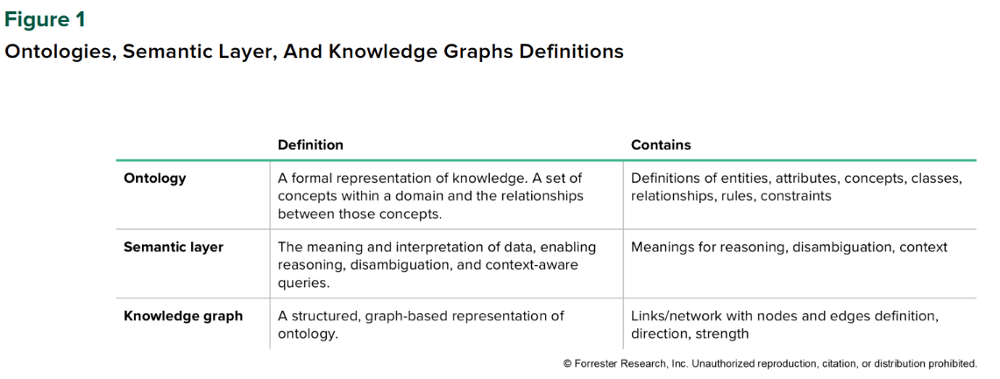 Figure 1
Ontologies, Semantic Layer, And Knowledge Graphs Definitions
Definition
Contains
Ontology
A formal representation of knowledge. A set of
concepts within a domain and the relationships
between those concepts.
Definitions of entities, attributes, concepts, classes,
relationships, rules, constraints
Semantic layer
The meaning and interpretation of data, enabling
reasoning, disambiguation, and context-aware
queries.
Meanings for reasoning, disambiguation, context
Knowledge graph
A structured, graph-based representation of
ontology.
Links/network with nodes and edges definition,
direction, strength
© Forrester Research, Inc. Unauthorized reproduction, citation, or distribution prohibited.